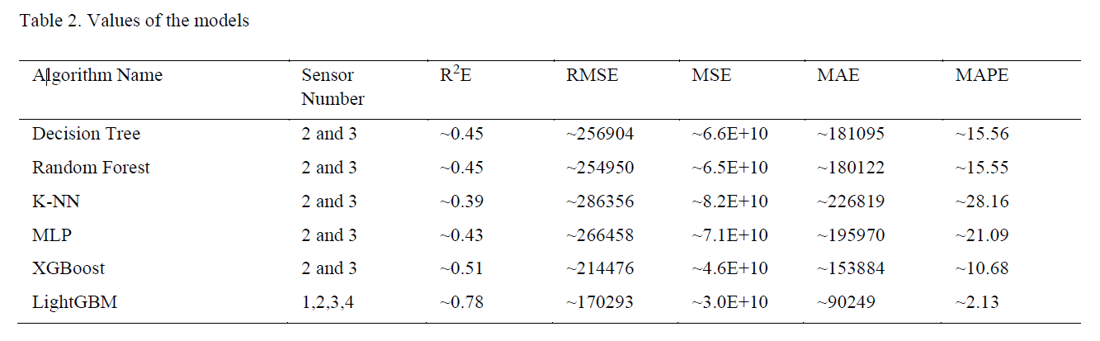 Table 2. Values of the models
Algorithm Name Sensor Number R²E RMSE MSE MAE MAPE
Decision Tree 2 and 3 ~0.45 ~256904 ~6.6E+10 ~181095 ~15.56
Random Forest 2 and 3 ~0.45 ~254950 ~6.5E+10 ~180122 ~15.55
K-NN 2 and 3 ~0.39 ~286356 ~8.2E+10 ~226819 ~28.16
MLP 2 and 3 ~0.43 ~266458 ~7.1E+10 ~195970 ~21.09
XGBoost 2 and 3 ~0.51 ~214476 ~4.6E+10 ~153884 ~10.68
LightGBM 1,2,3,4 ~0.78 ~170293 ~3.0E+10 ~90249 ~2.13